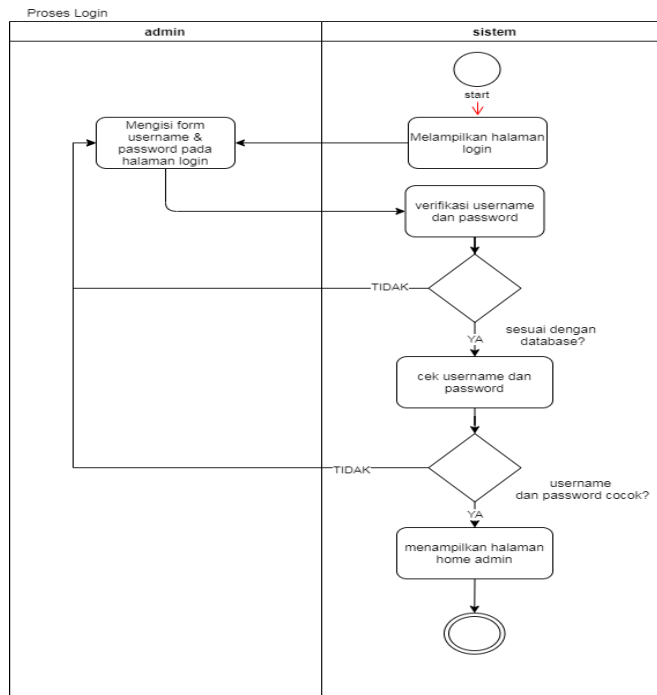 Proses Login
admin
sistem
start
Melampilkan halaman
login
Mengisi form
username &
password pada
halaman login
verifikasi username
dan password
TIDAK
YA
sesuai dengan
database?
cek username dan
password
TIDAK
username
dan password cocok?
YA
menampilkan halaman
home admin